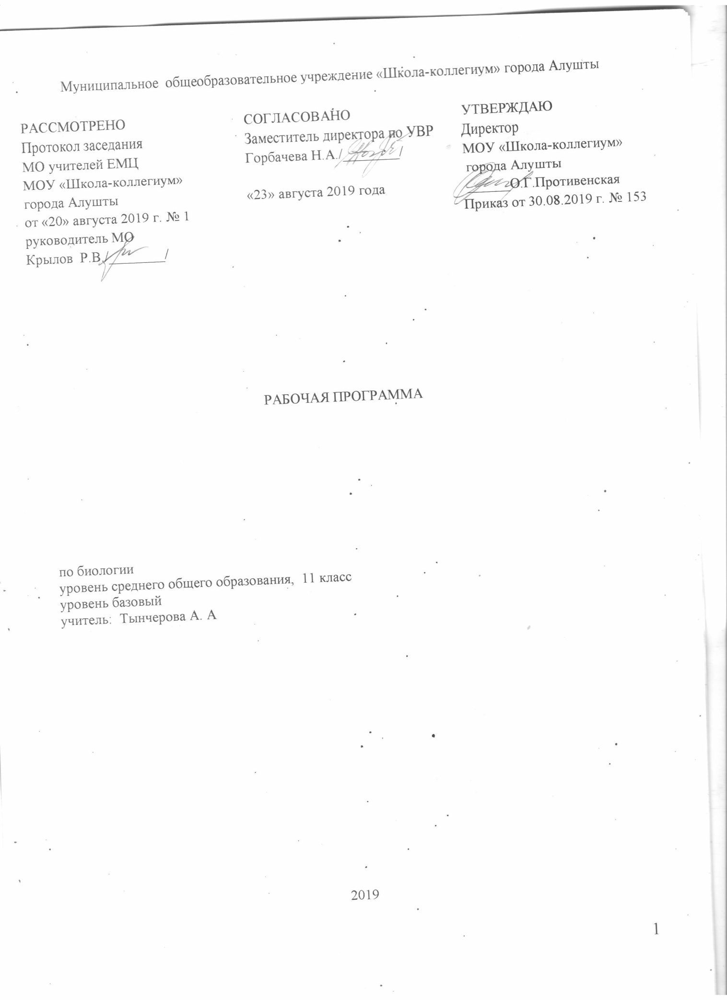 Муниципальное общеобразовательное учреждение «Школа-коллегиум» города Алушты
РАССМОТРЕНО
Протокол заседания
МО учителей ЕМЦ
МОУ «Школа-коллегиум»
города Алушты
от «20» августа 2019 г. № 1
руководитель МО
Крылов Р.В./________/
СОГЛАСОВАНО
Заместитель директора по УВР
Горбачева Н.А./________/
«23» августа 2019 года
УТВЕРЖДАЮ
Директор
МОУ «Школа-коллегиум»
города Алушты
______О.Г.Противенская
Приказ от 30.08.2019 г. № 153
РАБОЧАЯ ПРОГРАММА
по биологии
уровень среднего общего образования, 11 класс
уровень базовый
учитель: Тынчерова А. А
2019
1